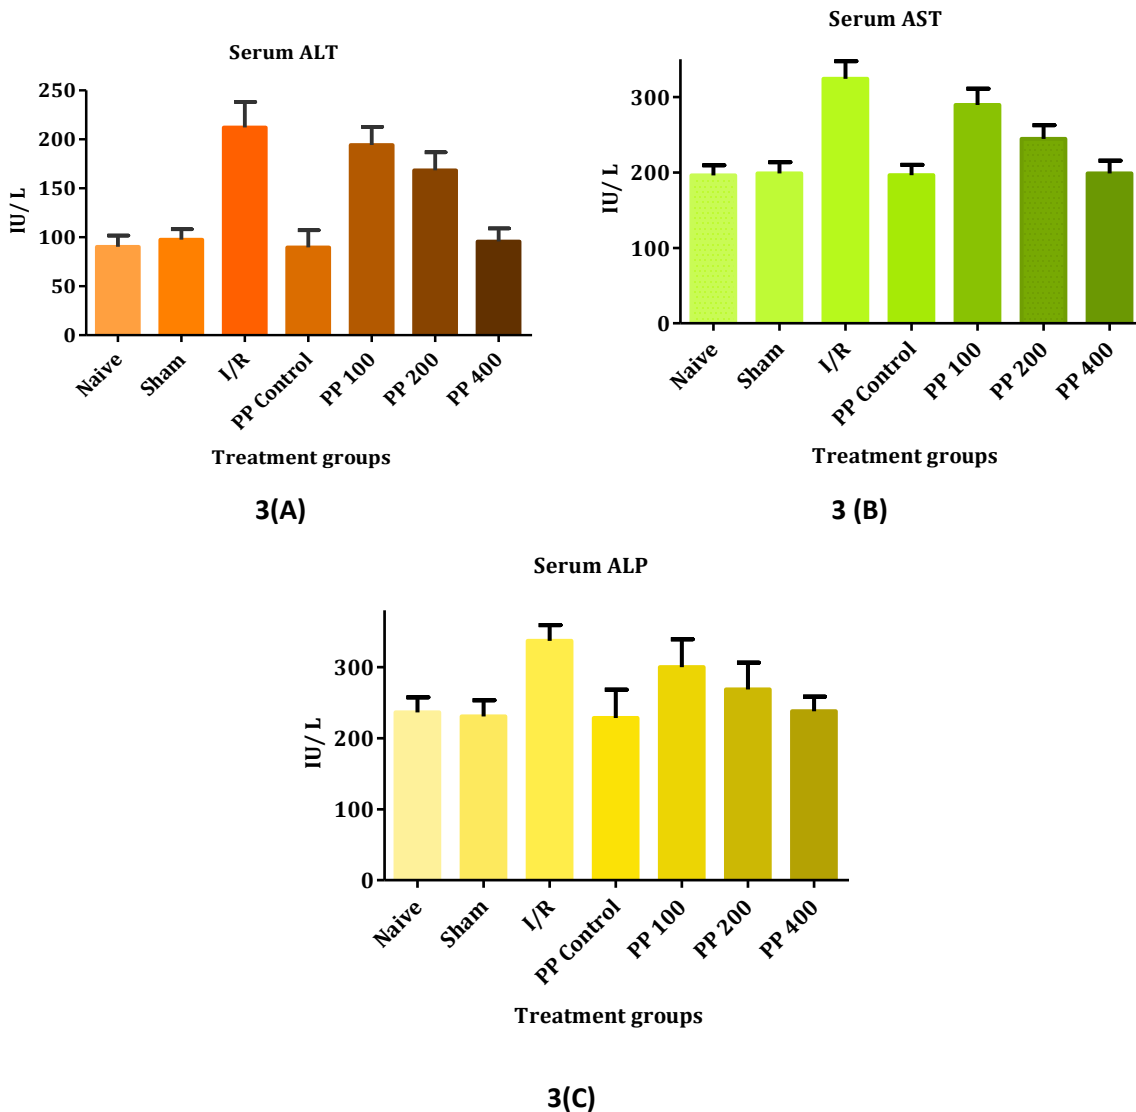 Serum ALT
250
200
150
100
50
0
IU/ L
Naive
Sham
I/R
PP Control
PP 100
PP 200
PP 400
Treatment groups
3(A)
Serum AST
300
200
100
0
IU/ L
Naive
Sham
I/R
PP Control
PP 100
PP 200
PP 400
Treatment groups
3 (B)
Serum ALP
300
200
100
0
IU/ L
Naive
Sham
I/R
PP Control
PP 100
PP 200
PP 400
Treatment groups
3(C)